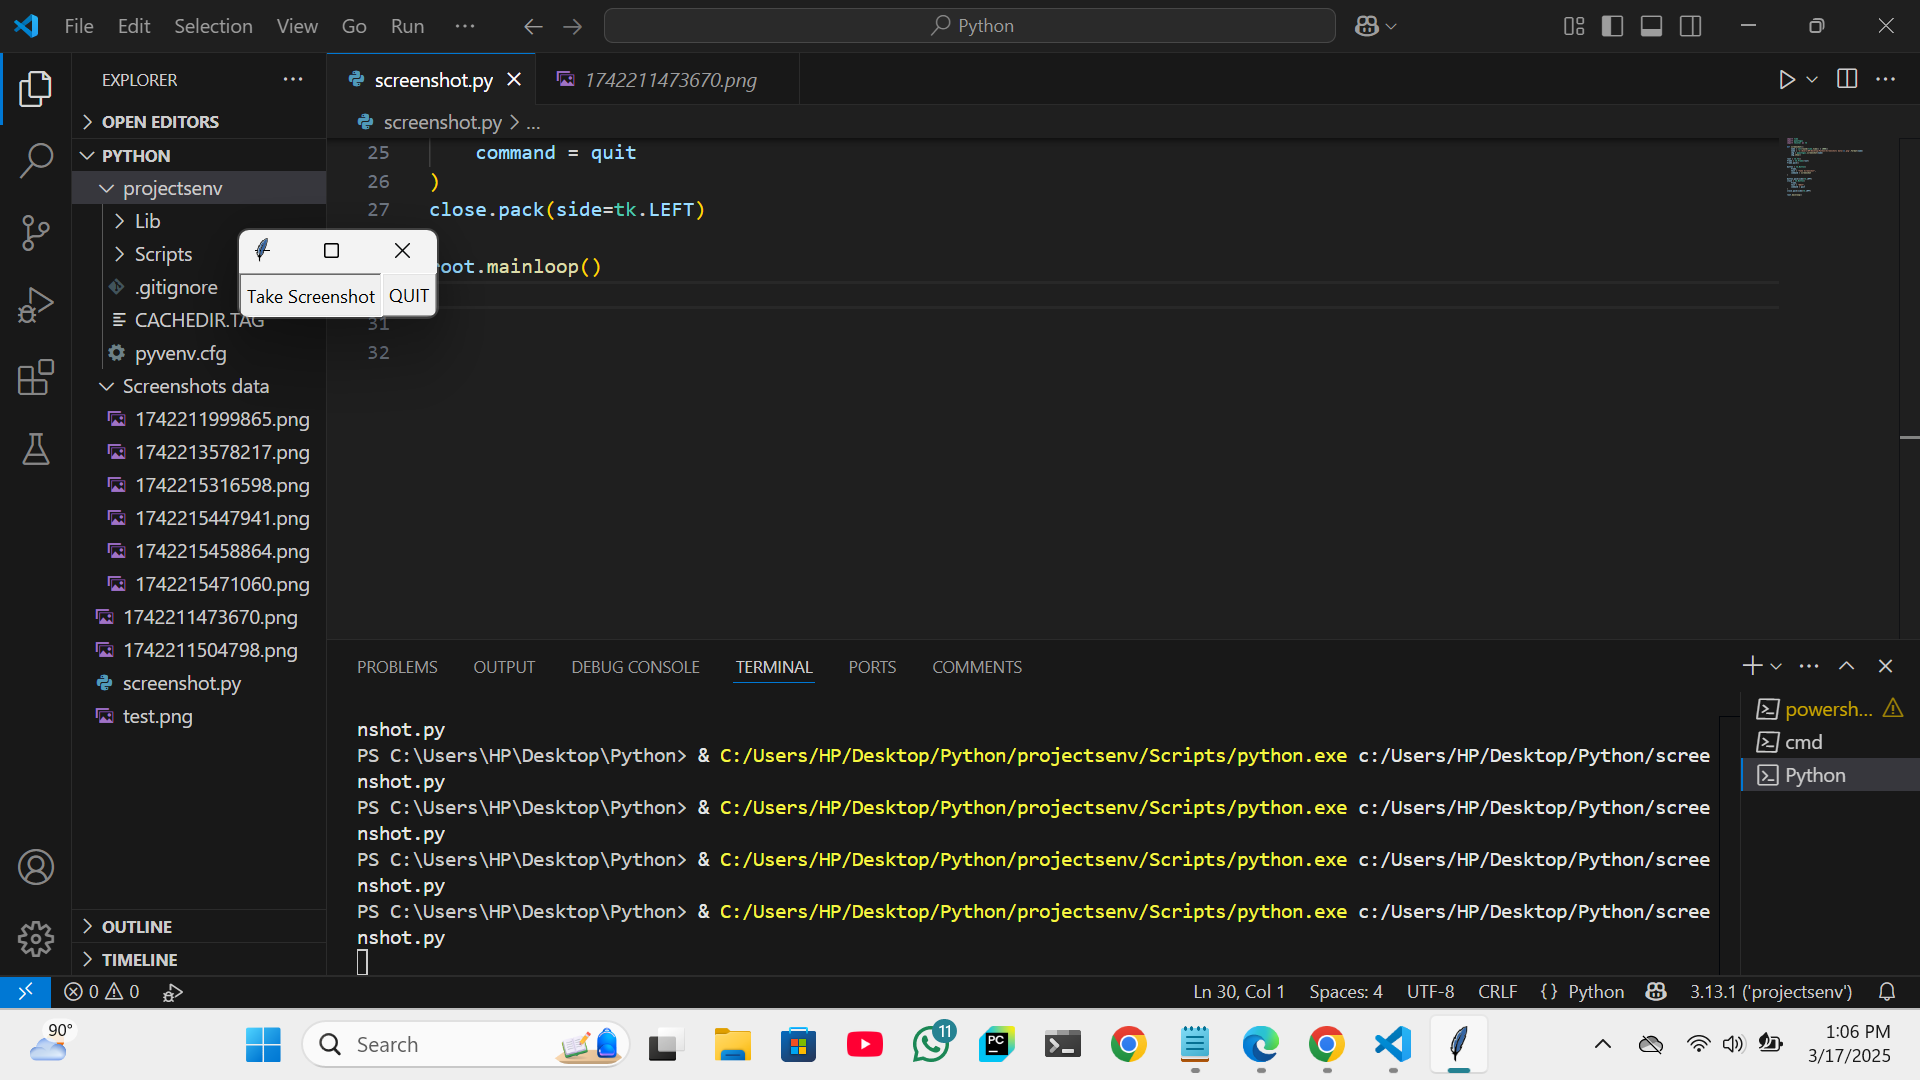 File Edit Selection View Go Run ...
Python
EXPLORER ...
OPEN EDITORS
PYTHON
projectsenv
Lib
Scripts
.gitignore
CACHEDIR.TAG
pyvenv.cfg
Screenshots data
1742211999865.png
1742213578217.png
1742215316598.png
1742215447941.png
1742215458864.png
1742215471060.png
1742211473670.png
1742211504798.png
screenshot.py
test.png
OUTLINE
TIMELINE
screenshot.py
1742211473670.png
screenshot.py > ...
25 command = quit
26 )
27 close.pack(side=tk.LEFT)
oot.mainloop()
31
32
Take Screenshot QUIT
PROBLEMS OUTPUT DEBUG CONSOLE TERMINAL PORTS COMMENTS
nshot.py
PS C:\Users\HP\Desktop\Python> & C:/Users/HP/Desktop/Python/projectsenv/Scripts/python.exe c:/Users/HP/Desktop/Python/scree
nshot.py
PS C:\Users\HP\Desktop\Python> & C:/Users/HP/Desktop/Python/projectsenv/Scripts/python.exe c:/Users/HP/Desktop/Python/scree
nshot.py
PS C:\Users\HP\Desktop\Python> & C:/Users/HP/Desktop/Python/projectsenv/Scripts/python.exe c:/Users/HP/Desktop/Python/scree
nshot.py
PS C:\Users\HP\Desktop\Python> & C:/Users/HP/Desktop/Python/projectsenv/Scripts/python.exe c:/Users/HP/Desktop/Python/scree
nshot.py
powersh...
cmd
Python
0 0
Ln 30, Col 1 Spaces: 4 UTF-8 CRLF {} Python 3.13.1 ('projectsenv')
90°
Search
11
PC
1:06 PM
3/17/2025